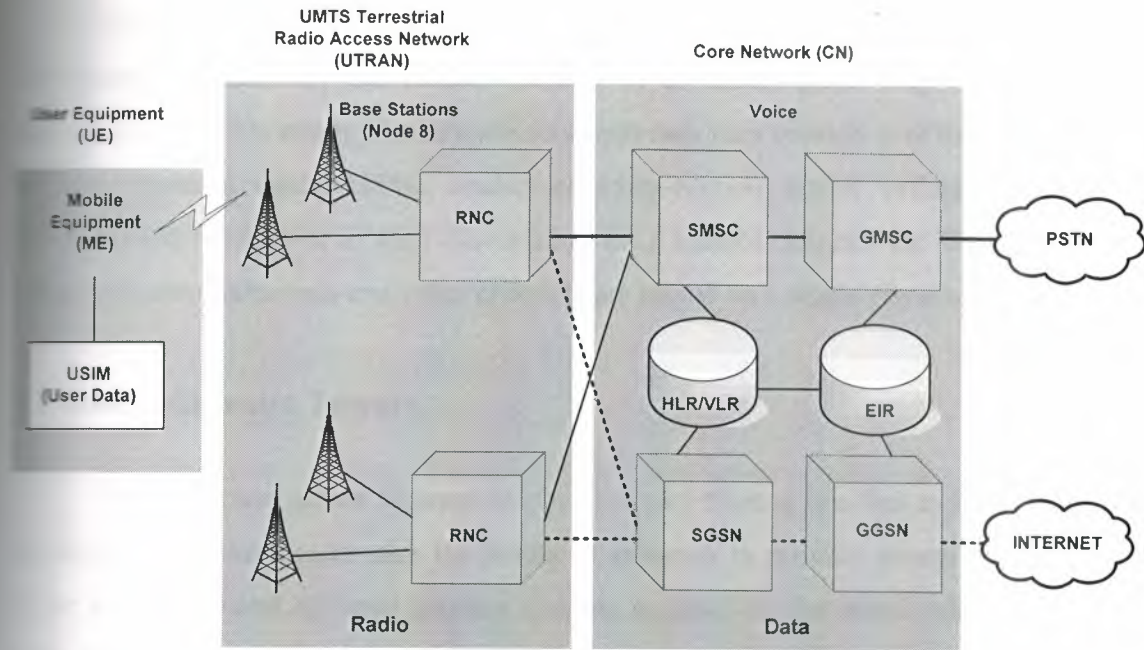 UMTS Terrestrial
Radio Access Network
(UTRAN)
Core Network (CN)
User Equipment
(UE)
Base Stations
(Node 8)
Voice
Mobile
Equipment
(ME)
RNC
SMSC
GMSC
PSTN
USIM
(User Data)
HLR/VLR
EIR
RNC
SGSN
GGSN
INTERNET
Radio
Data